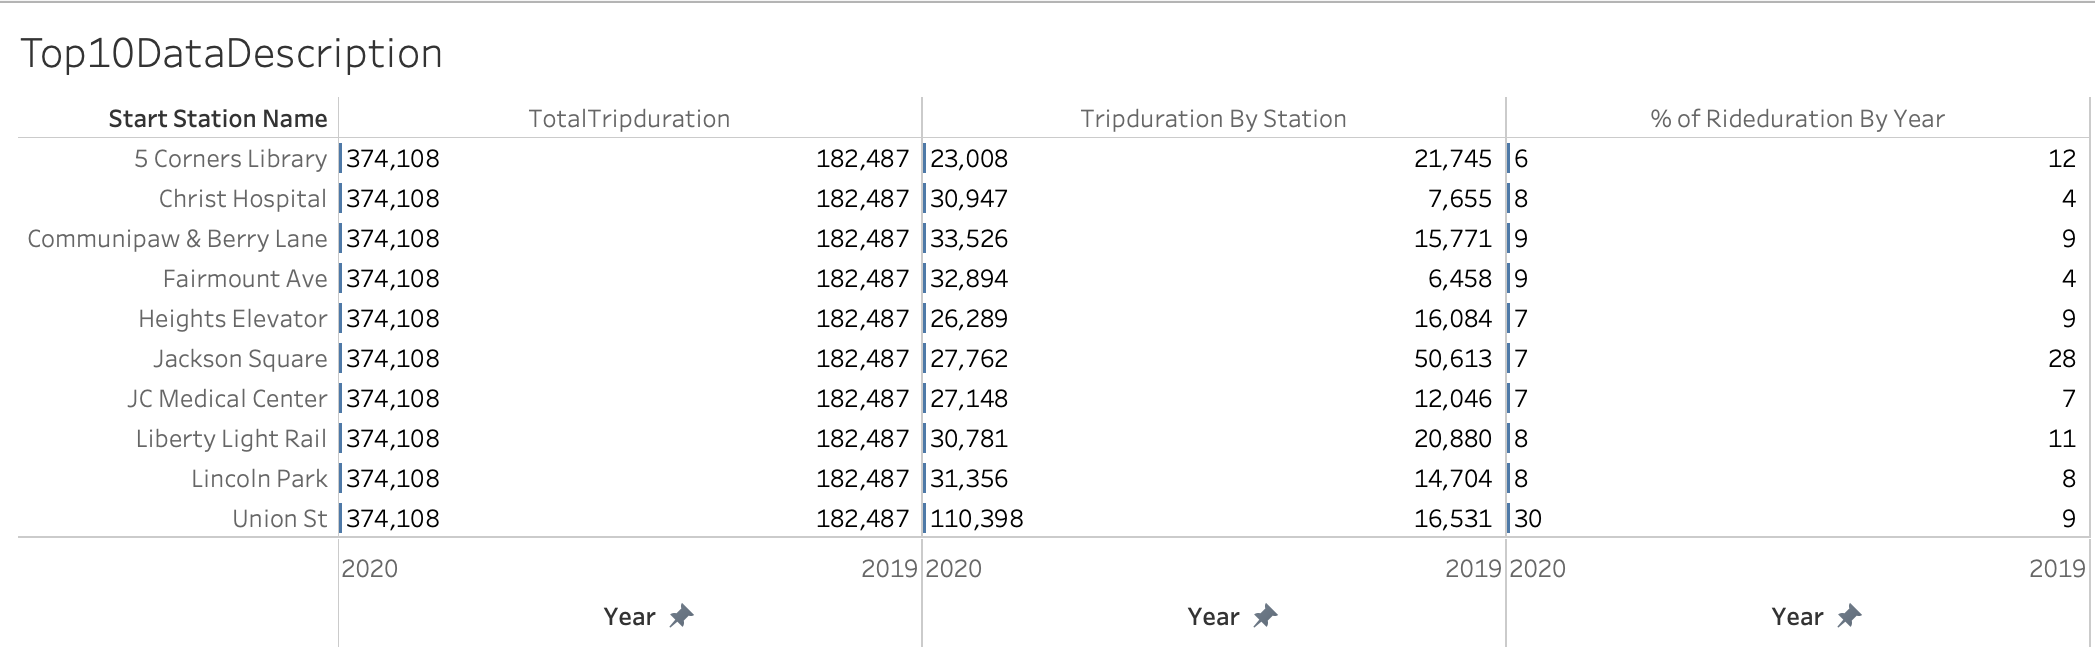 Top10DataDescription
Start Station Name TotalTripduration Tripduration By Station % of Rideduration By Year
5 Corners Library 374,108 182,487 23,008 21,745 6 12
Christ Hospital 374,108 182,487 30,947 7,655 8 4
Communipaw & Berry Lane 374,108 182,487 33,526 15,771 9 9
Fairmount Ave 374,108 182,487 32,894 6,458 9 4
Heights Elevator 374,108 182,487 26,289 16,084 7 9
Jackson Square 374,108 182,487 27,762 50,613 7 28
JC Medical Center 374,108 182,487 27,148 12,046 7 7
Liberty Light Rail 374,108 182,487 30,781 20,880 8 11
Lincoln Park 374,108 182,487 31,356 14,704 8 8
Union St 374,108 182,487 110,398 16,531 30 9
2020 2019 2020 2019 2020 2019
Year Year Year